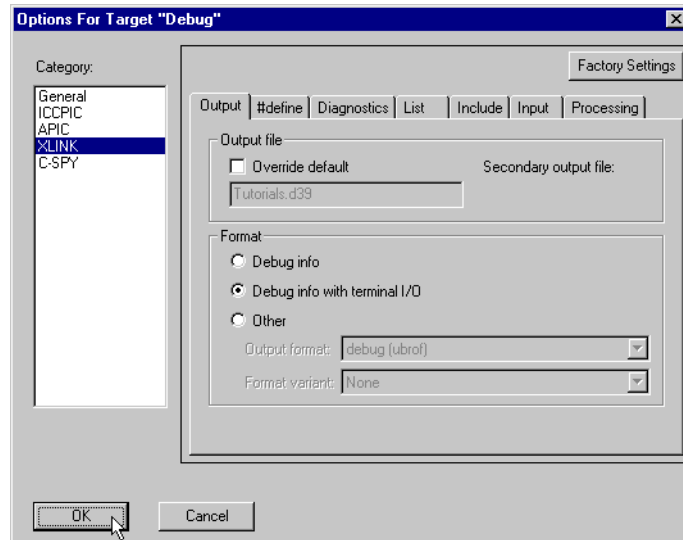 Options For Target "Debug"
Category:
Factory Settings
General
ICCPIC
APIC
XLINK
C-SPY
Output
#define
Diagnostics
List
Include
Input
Processing
Output file
Override default
Secondary output file:
Tutorials.d39
Format
Debug info
Debug info with terminal I/O
Other
Output format: debug (ubrof)
Format variant: None
OK
Cancel